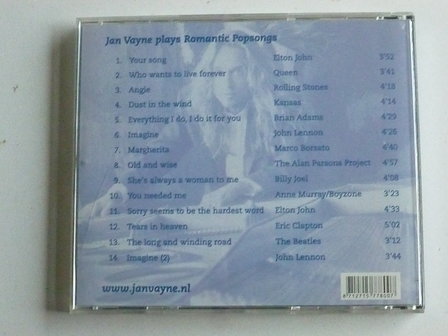 Jan Vayne plays Romantic Popsongs
1. Your song Elton John 3'52
2. Who wants to live forever Queen 3'41
3. Angie Rolling Stones 4'18
4. Dust in the wind Kansas 4'14
5. Everything I do, I do it for you Brian Adams 4'29
6. Imagine John Lennon 4'26
7. Margherita Marco Borsato 4'40
8. Old and wise The Alan Parsons Project 4'57
9. She's always a woman to me Billy Joel 4'08
10. You needed me Anne Murray/Boyzone 3'23
11. Sorry seems to be the hardest word Elton John 4'33
12. Tears in heaven Eric Clapton 5'02
13. The long and winding road The Beatles 3'12
14. Imagine (2) John Lennon 3'44
www.janvayne.nl